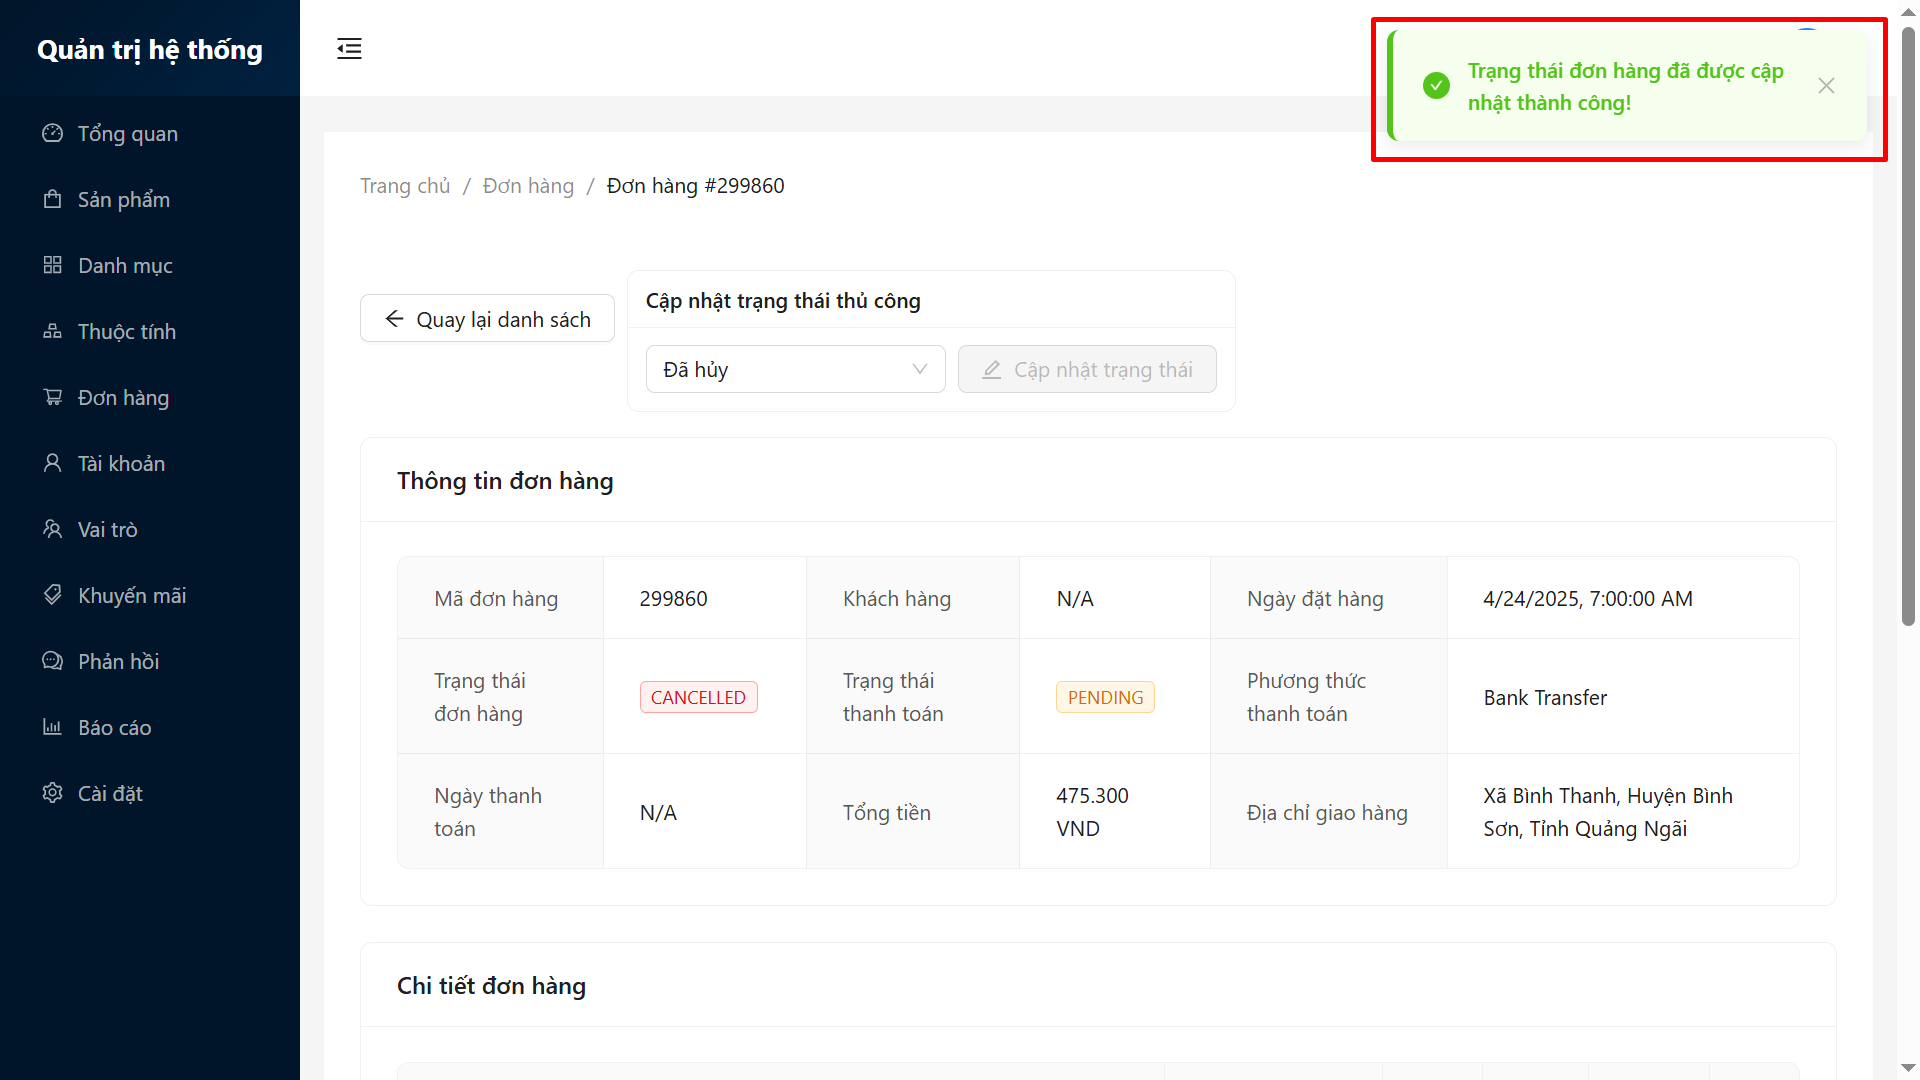 Quản trị hệ thống
Tổng quan
Sản phẩm
Danh mục
Thuộc tính
Đơn hàng
Tài khoản
Vai trò
Khuyến mãi
Phản hồi
Báo cáo
Cài đặt
Trạng thái đơn hàng đã được cập
nhật thành công!
Trang chủ / Đơn hàng / Đơn hàng #299860
Quay lại danh sách
Cập nhật trạng thái thủ công
Đã hủy
Cập nhật trạng thái
Thông tin đơn hàng
Mã đơn hàng
299860
Khách hàng
N/A
Ngày đặt hàng
4/24/2025, 7:00:00 AM
Trạng thái
đơn hàng
CANCELLED
Trạng thái
thanh toán
PENDING
Phương thức
thanh toán
Bank Transfer
Ngày thanh
toán
N/A
Tổng tiền
475.300
VND
Địa chỉ giao hàng
Xã Bình Thanh, Huyện Bình
Sơn, Tỉnh Quảng Ngãi
Chi tiết đơn hàng